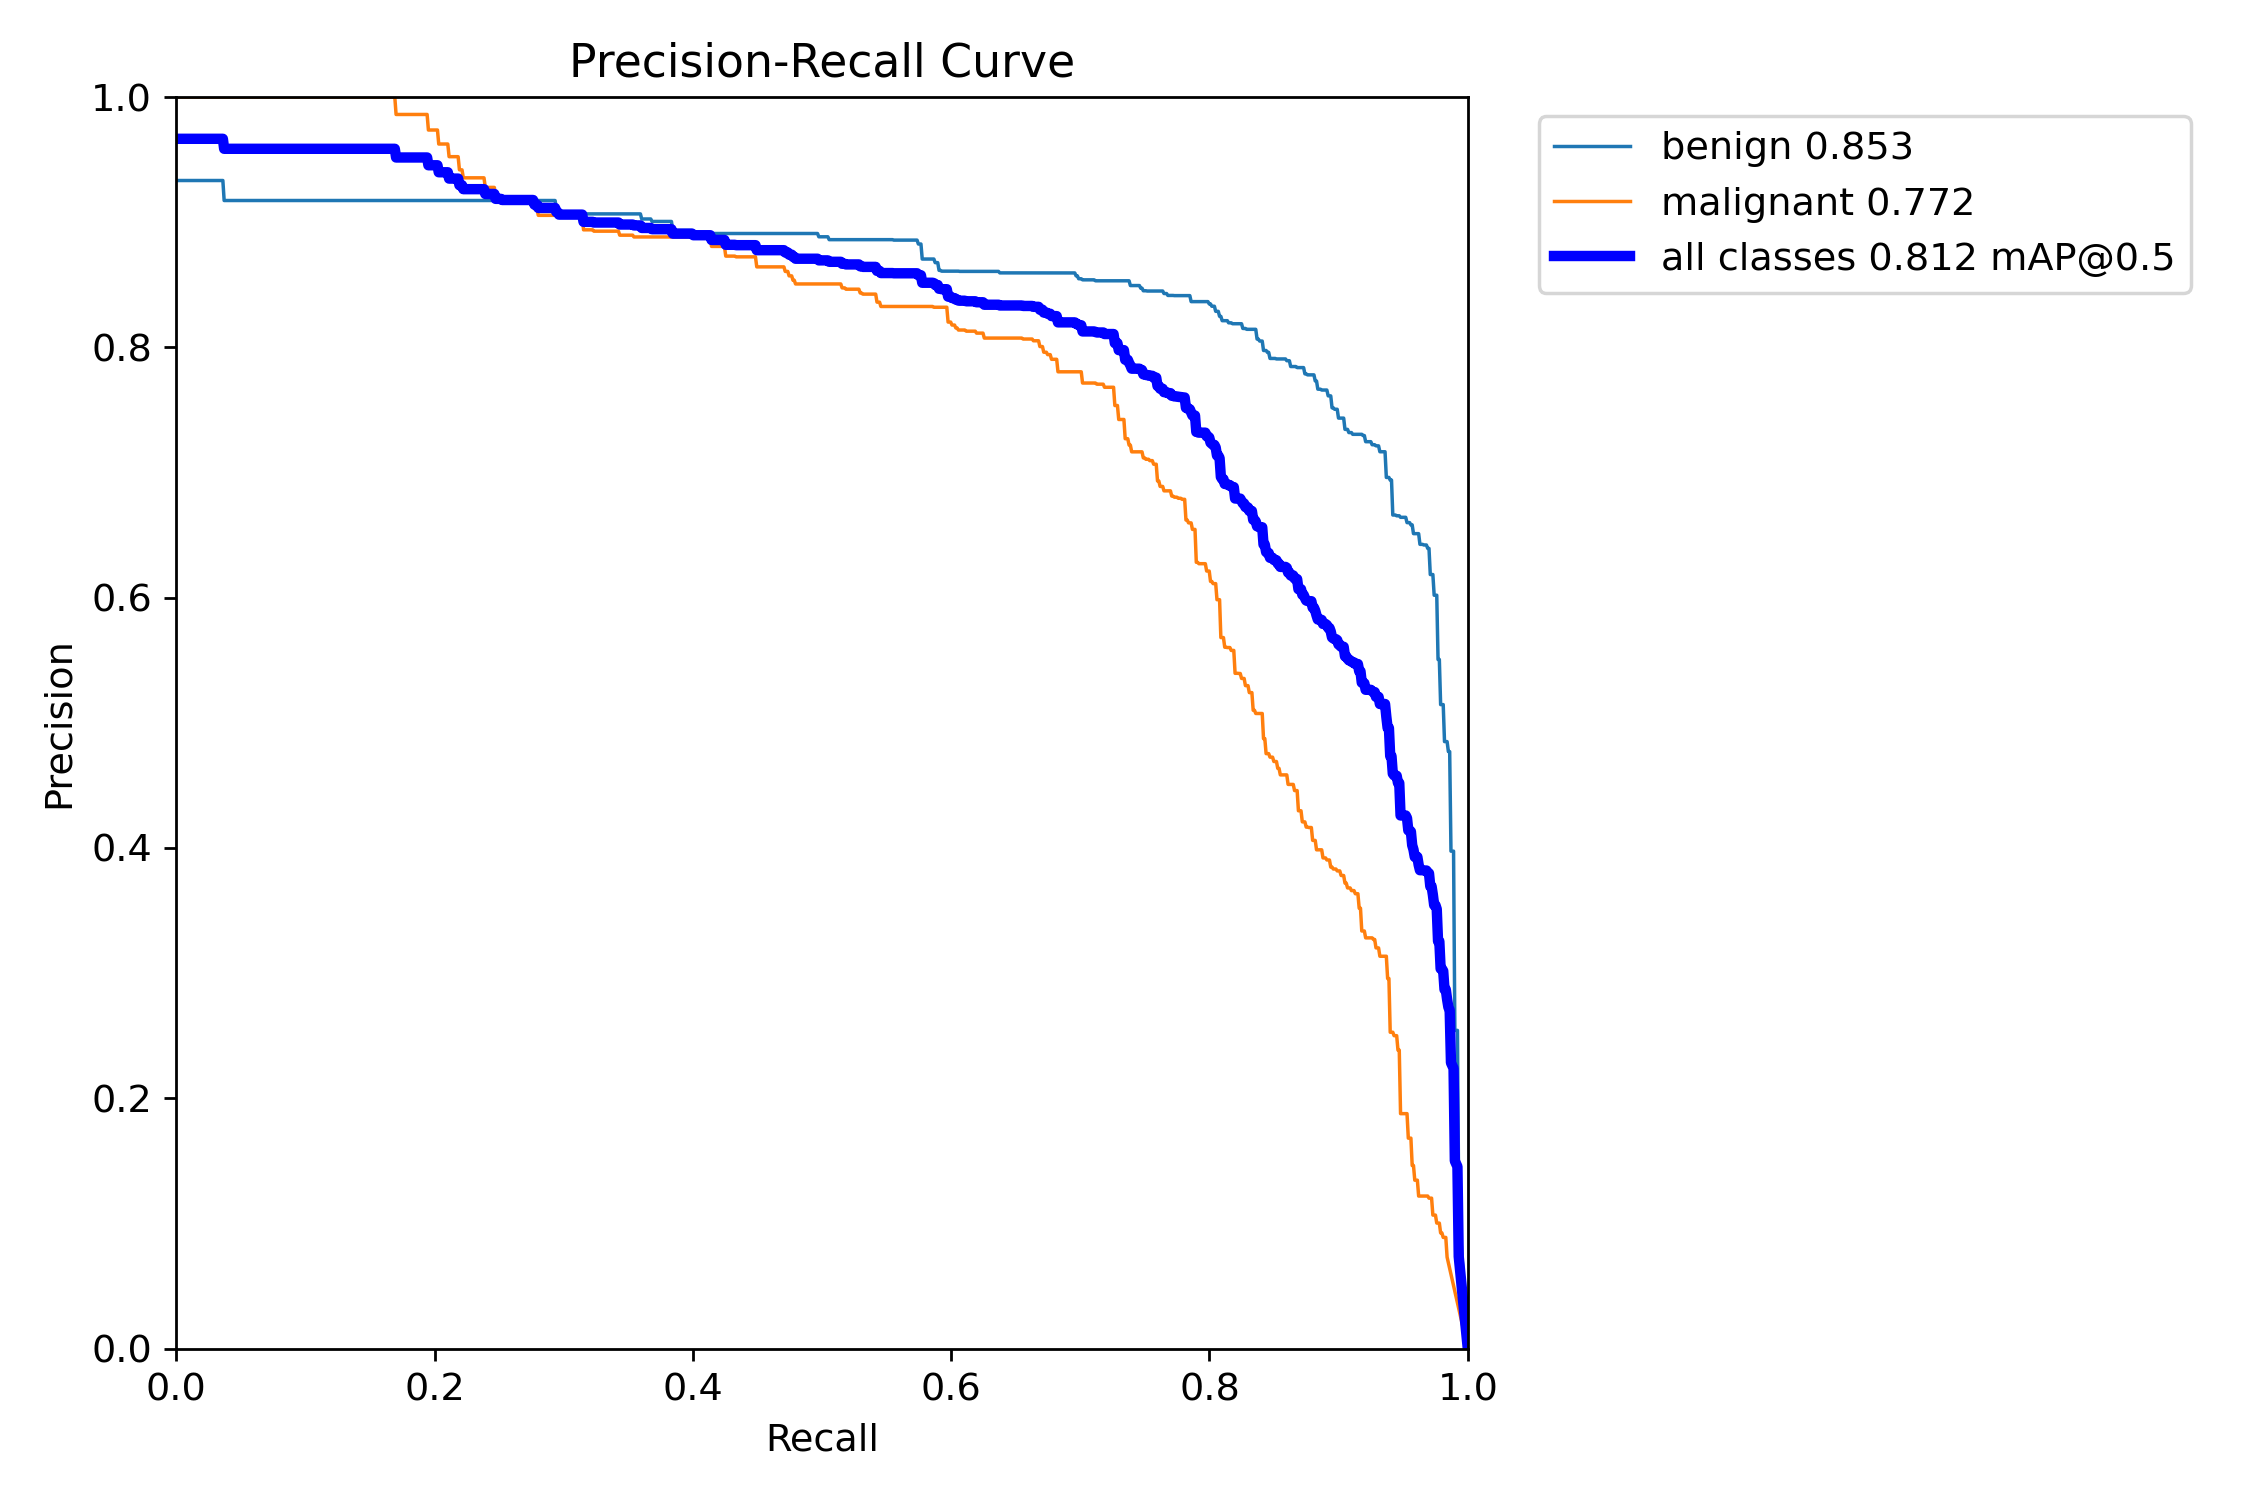 Precision-Recall Curve
1.0
0.8
0.6
0.4
0.2
0.0
Precision
0.0 0.2 0.4 0.6 0.8 1.0
Recall
benign 0.853
malignant 0.772
all classes 0.812 mAP@0.5